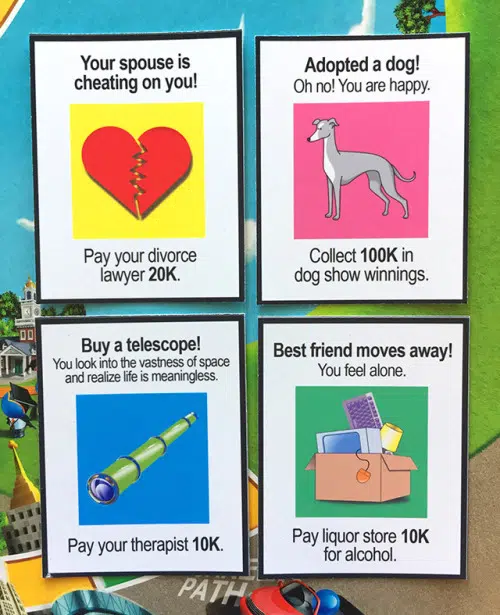 Your spouse is
cheating on you!
Pay your divorce
lawyer 20K.
Adopted a dog!
Oh no! You are happy.
Collect 100K in
dog show winnings.
Buy a telescope!
You look into the vastness of space
and realize life is meaningless.
Pay your therapist 10K.
Best friend moves away!
You feel alone.
Pay liquor store 10K
for alcohol.
PATH